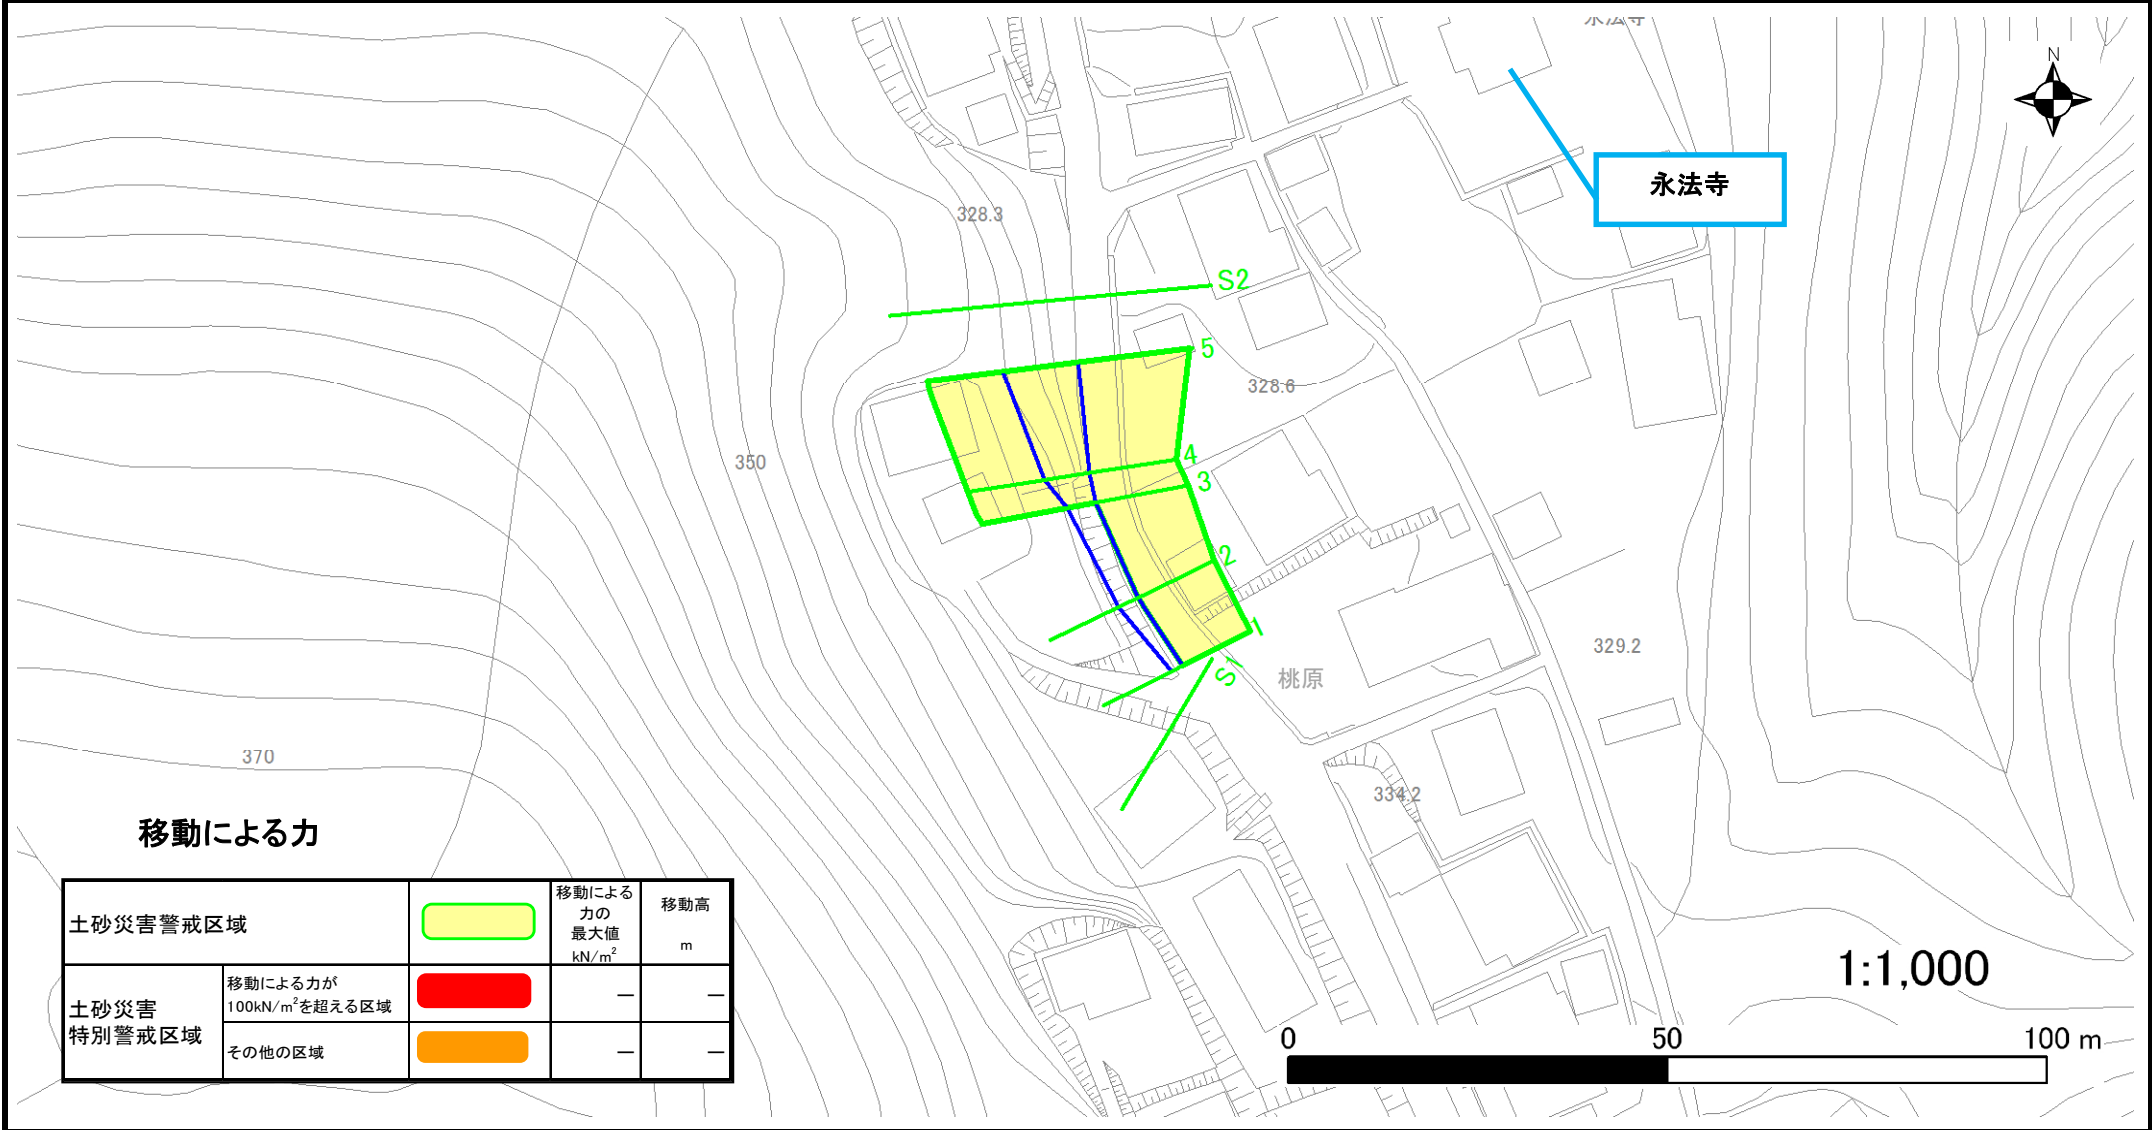 永法寺
N
永法寺
328.3
S2
5
328.6
350
4
3
2
1
S1
桃原
329.2
370
334.2
移動による力
土砂災害警戒区域
移動による
力の
最大値
kN/m²
移動高
m
土砂災害
特別警戒区域
移動による力が
100kN/m²を超える区域
— —
その他の区域
— —
1:1,000
0 50 100 m